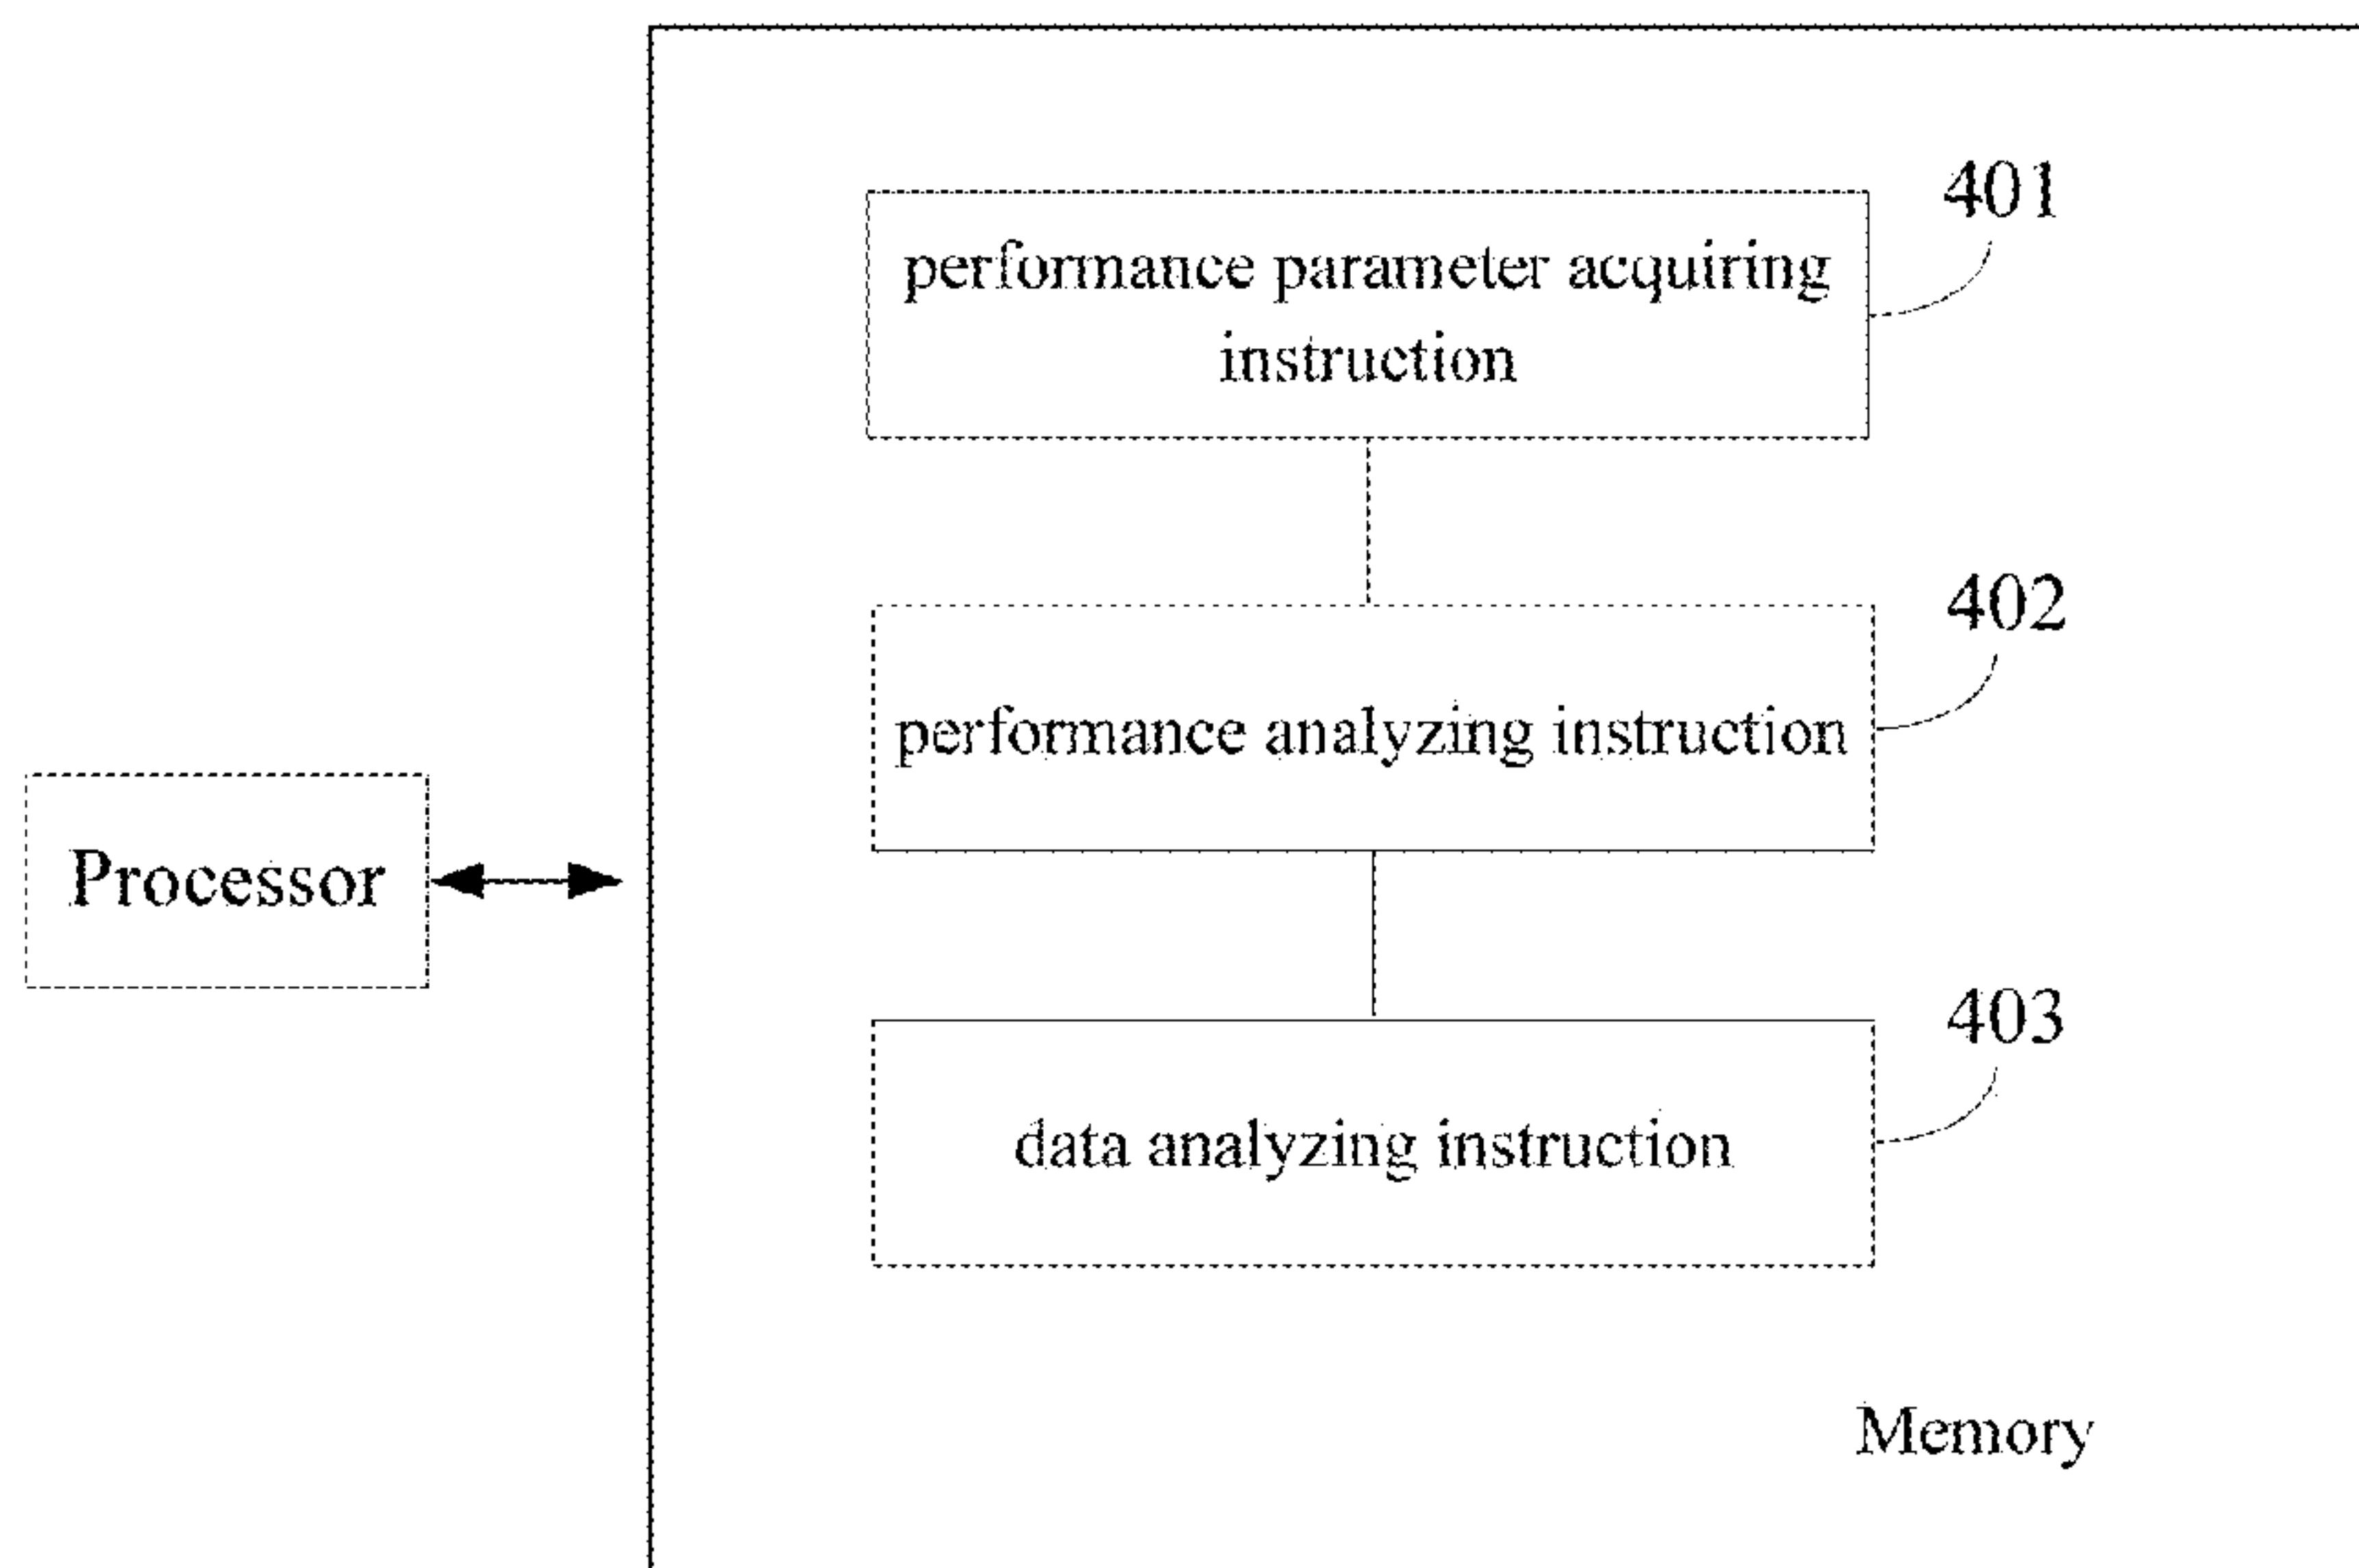 401
performance parameter acquiring
instruction
402
performance analyzing instruction
Processor
403
data analyzing instruction
Memory